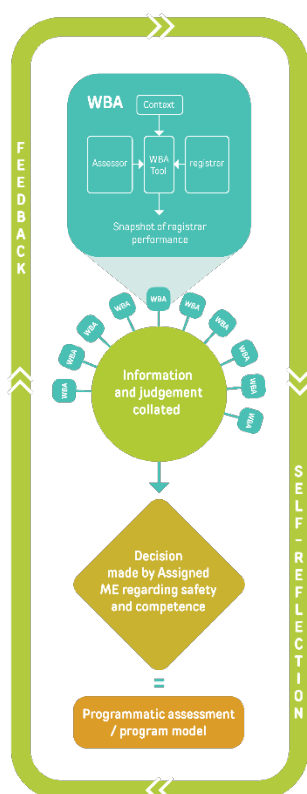 WBA
Context
Assessor
WBA
Tool
registrar
Snapshot of registrar
performance
FEEDBACK
WBA
WBA
WBA
WBA
WBA
WBA
WBA
WBA
WBA
WBA
Information
and judgement
collated
SELF-REFLECTION
Decision
made by Assigned
ME regarding safety
and competence
=
Programmatic assessment
/ program model